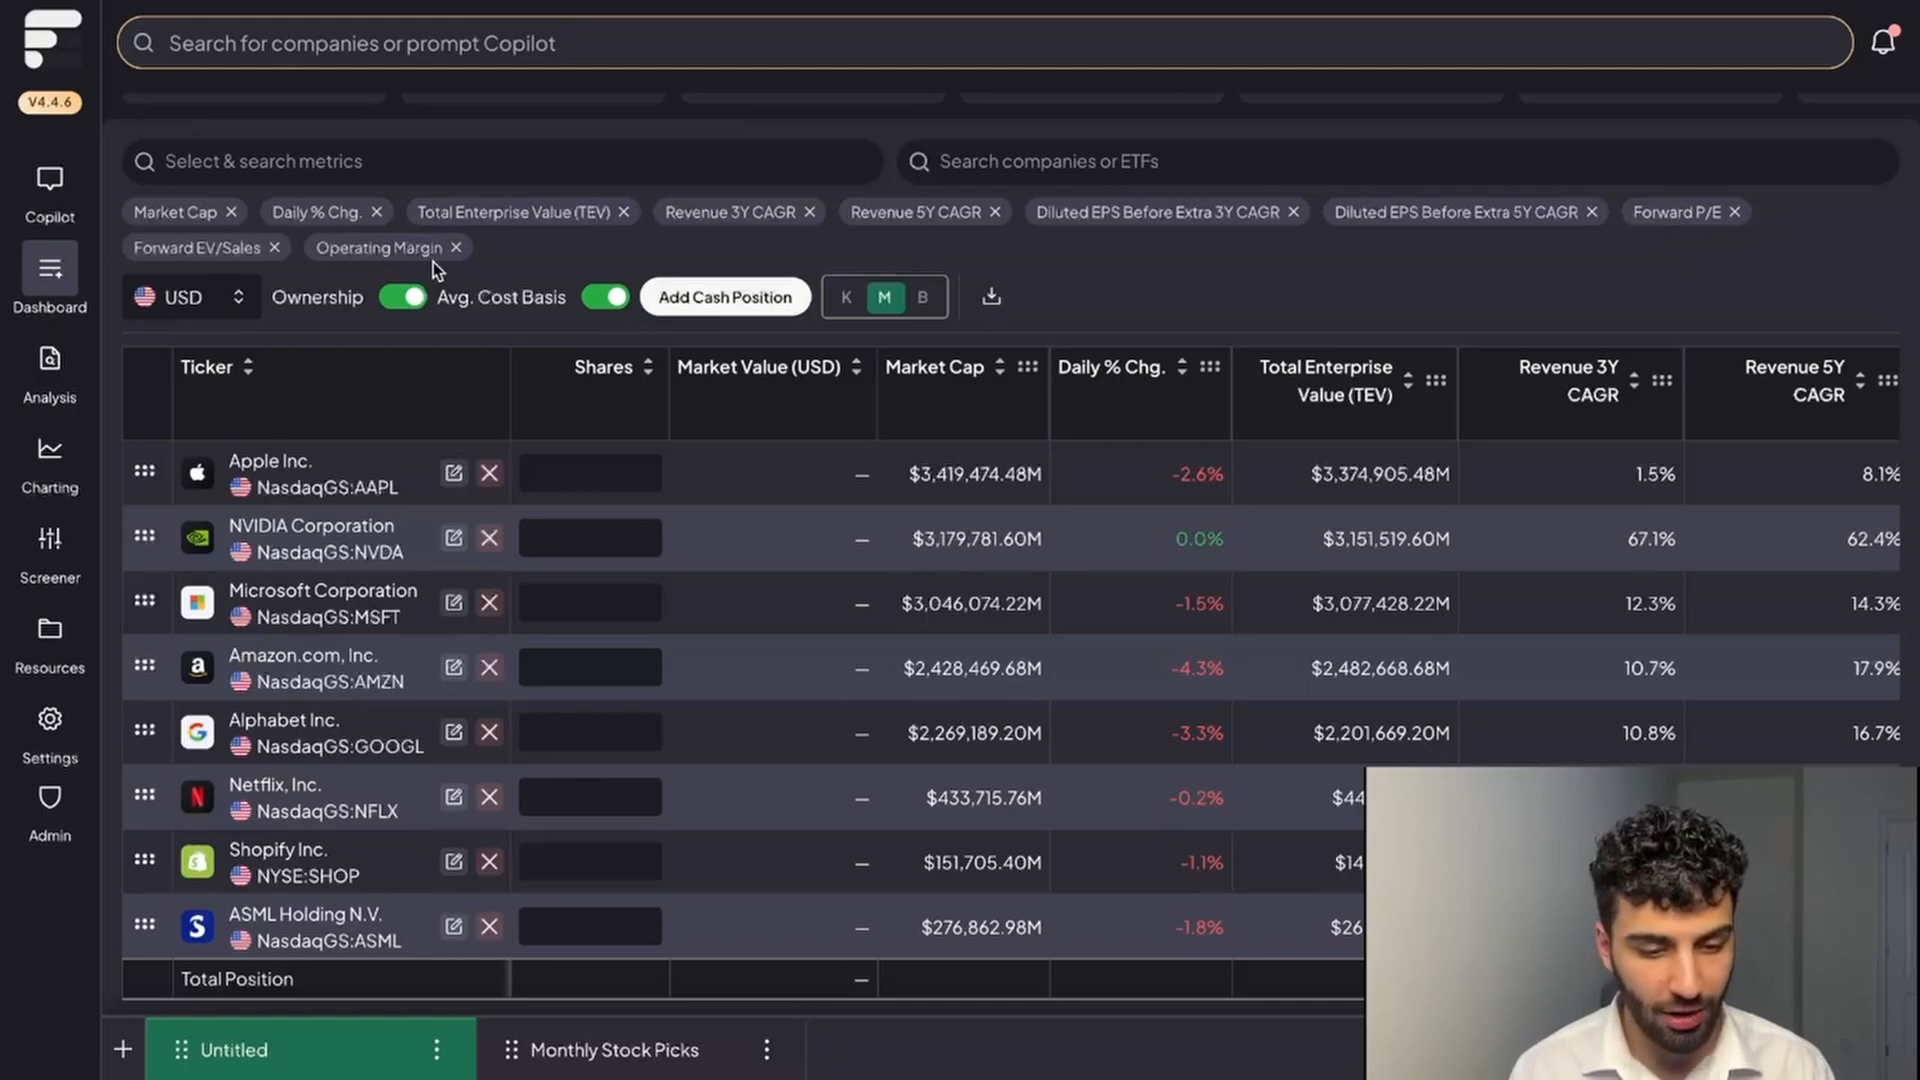 Search for companies or prompt Copilot
V4.4.6
Copilot
Dashboard
Analysis
Charting
Screener
Resources
Settings
Admin
Select & search metrics
Search companies or ETFs
Market Cap Daily % Chg. Total Enterprise Value (TEV) Revenue 3Y CAGR Revenue 5Y CAGR Diluted EPS Before Extra 3Y CAGR Diluted EPS Before Extra 5Y CAGR Forward P/E
Forward EV/Sales Operating Margin
USD Ownership Avg. Cost Basis Add Cash Position K M B
Ticker Shares Market Value (USD) Market Cap Daily % Chg. Total Enterprise Value (TEV) Revenue 3Y CAGR Revenue 5Y CAGR
Apple Inc.
NasdaqGS:AAPL — $3,419,474.48M -2.6% $3,374,905.48M 1.5% 8.1%
NVIDIA Corporation
NasdaqGS:NVDA — $3,179,781.60M 0.0% $3,151,519.60M 67.1% 62.4%
Microsoft Corporation
NasdaqGS:MSFT — $3,046,074.22M -1.5% $3,077,428.22M 12.3% 14.3%
Amazon.com, Inc.
NasdaqGS:AMZN — $2,428,469.68M -4.3% $2,482,668.68M 10.7% 17.9%
Alphabet Inc.
NasdaqGS:GOOGL — $2,269,189.20M -3.3% $2,201,669.20M 10.8% 16.7%
Netflix, Inc.
NasdaqGS:NFLX — $433,715.76M -0.2% $44
Shopify Inc.
NYSE:SHOP — $151,705.40M -1.1% $14
ASML Holding N.V.
NasdaqGS:ASML — $276,862.98M -1.8% $26
Total Position —
+ Untitled Monthly Stock Picks